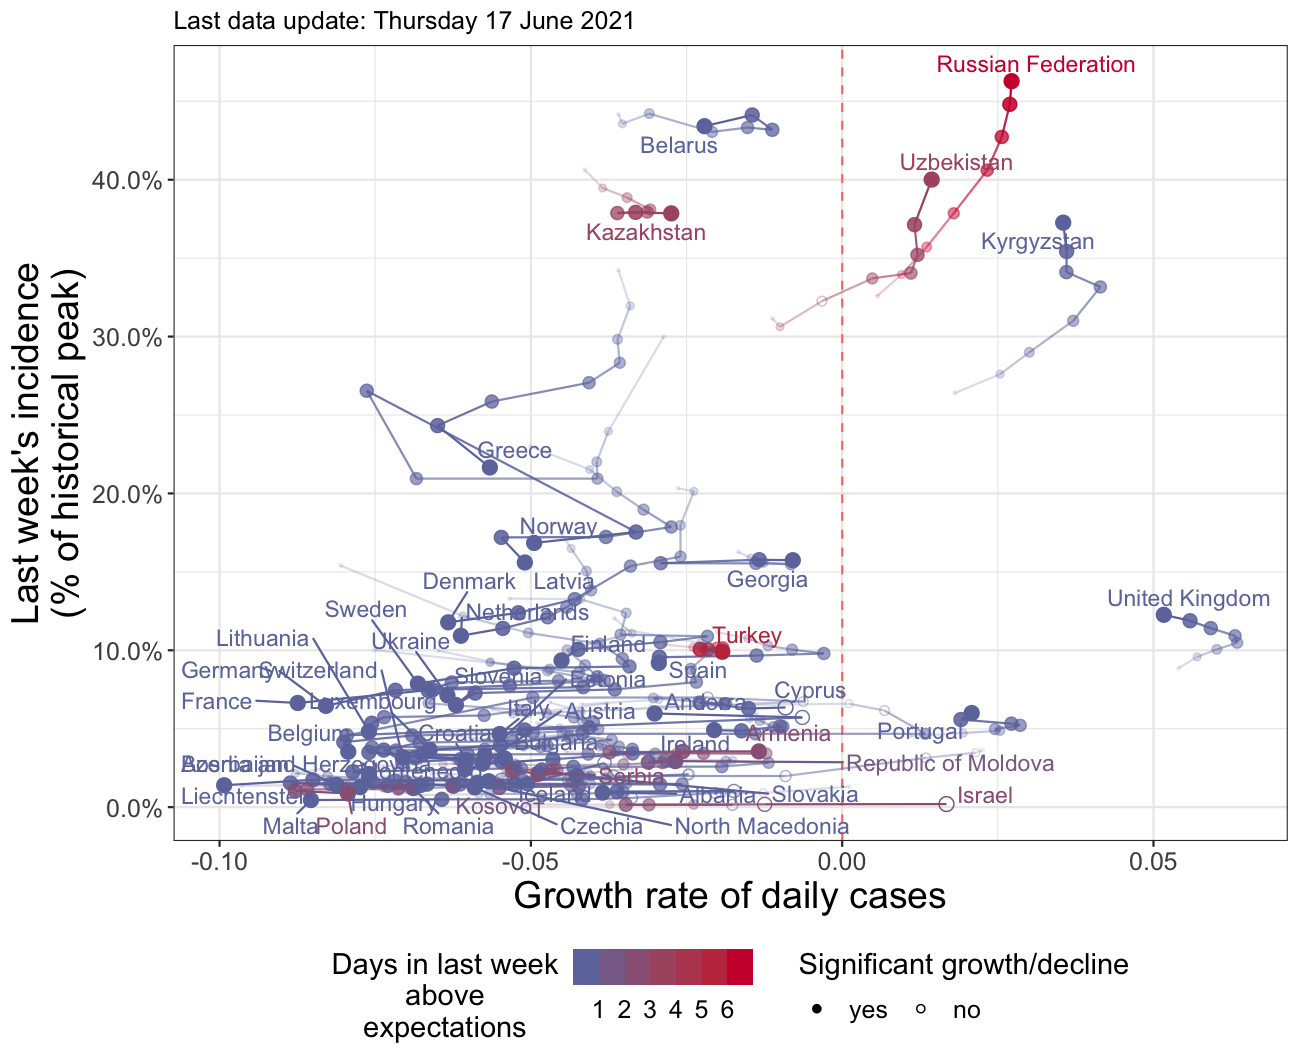 Last data update: Thursday 17 June 2021
Last week's incidence
(% of historical peak)
40.0%
30.0%
20.0%
10.0%
0.0%
Russian Federation
Belarus
Uzbekistan
Kazakhstan
Kyrgyzstan
Greece
Norway
Denmark
Latvia
Georgia
Sweden
Netherlands
United Kingdom
Lithuania
Ukraine
Finland
Turkey
Germany
Switzerland
Slovenia
Estonia
Spain
France
Luxembourg
Italy
Austria
Andorra
Cyprus
Belgium
Croatia
Bulgaria
Ireland
Armenia
Portugal
Azerbaijan
Bosnia and Herzegovina
Montenegro
Serbia
Republic of Moldova
Liechtenstein
Hungary
Kosovo†
Iceland
Albania
Slovakia
Israel
Malta
Poland
Romania
Czechia
North Macedonia
-0.10
-0.05
0.00
0.05
Growth rate of daily cases
Days in last week
above
expectations
1 2 3 4 5 6
Significant growth/decline
yes
no